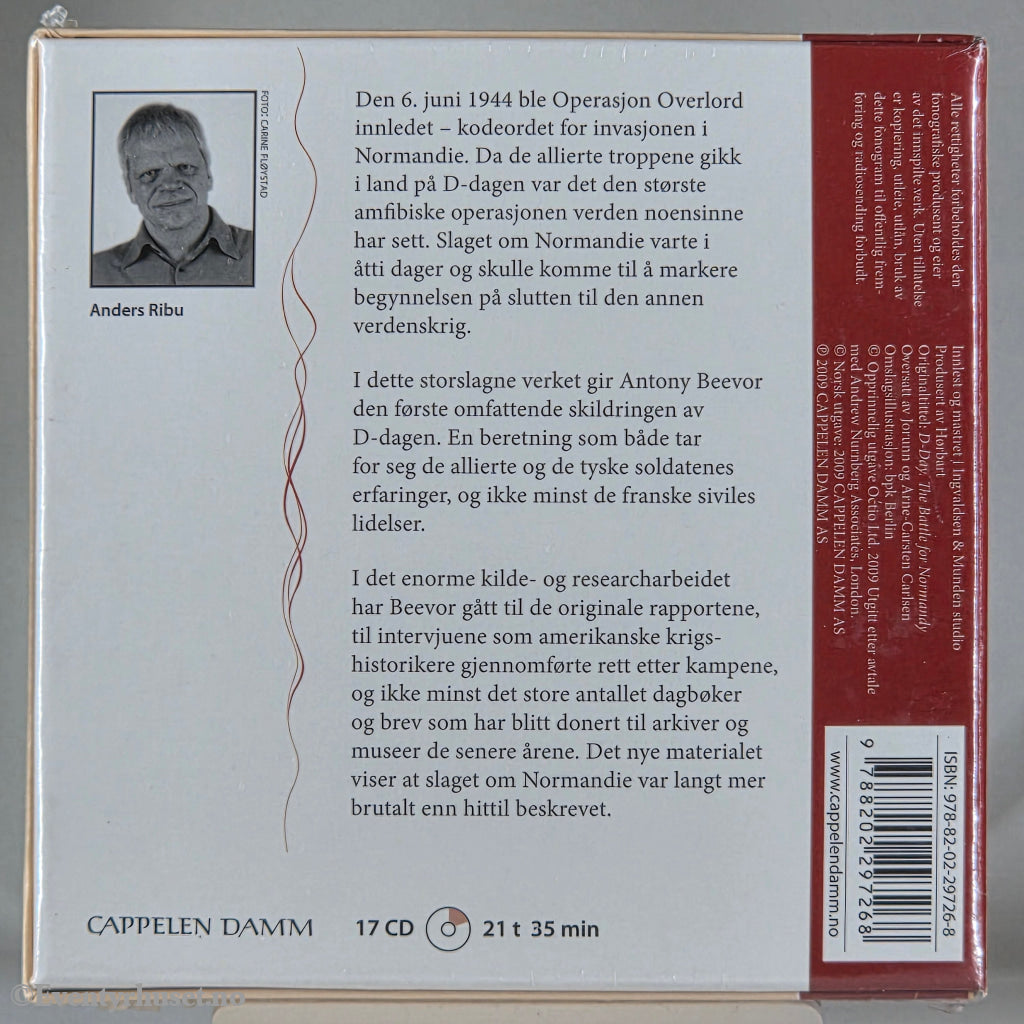 FOTO: CARINE FLØYSTAD
Anders Ribu
Den 6. juni 1944 ble Operasjon Overlord
innledet – kodeordet for invasjonen i
Normandie. Da de allierte troppene gikk
i land på D-dagen var det den største
amfibiske operasjonen verden noensinne
har sett. Slaget om Normandie varte i
åtti dager og skulle komme til å markere
begynnelsen på slutten til den annen
verdenskrig.
I dette storslagne verket gir Antony Beevor
den første omfattende skildringen av
D-dagen. En beretning som både tar
for seg de allierte og de tyske soldatenes
erfaringer, og ikke minst de franske siviles
lidelser.
I det enorme kilde- og researcharbeidet
har Beevor gått til de originale rapportene,
til intervjuene som amerikanske krigs-
historikere gjennomførte rett etter kampene,
og ikke minst det store antallet dagbøker
og brev som har blitt donert til arkiver og
museer de senere årene. Det nye materialet
viser at slaget om Normandie var langt mer
brutalt enn hittil beskrevet.
CAPPELEN DAMM
17 CD
21 t 35 min
Alle rettigheter forbeholdes den
fonografiske produsent og eier
av det innspilte verk. Uten tillatelse
er kopiering, utleie, utlån, bruk av
dette fonogram til offentlig frem-
føring og radiosending forbudt.
Innlest og mastret i Ingvaldsen & Munden studio
Produsert av Hørbart
Originaltittel: D-Day. The Battle for Normandy
Oversatt av Jorunn og Arne-Carsten Carlsen
Omslagsillustrasjon: bpk Berlin
© Opprinnelig utgave Ocito Ltd. 2009 Utgitt etter avtale
med Andrew Nurnberg Associates, London.
© Norsk utgave: 2009 CAPPELEN DAMM AS
℗ 2009 CAPPELEN DAMM AS
ISBN: 978-82-02-29726-8
9 788202 297268
www.cappelendamm.no
©Eventyrhuset.no